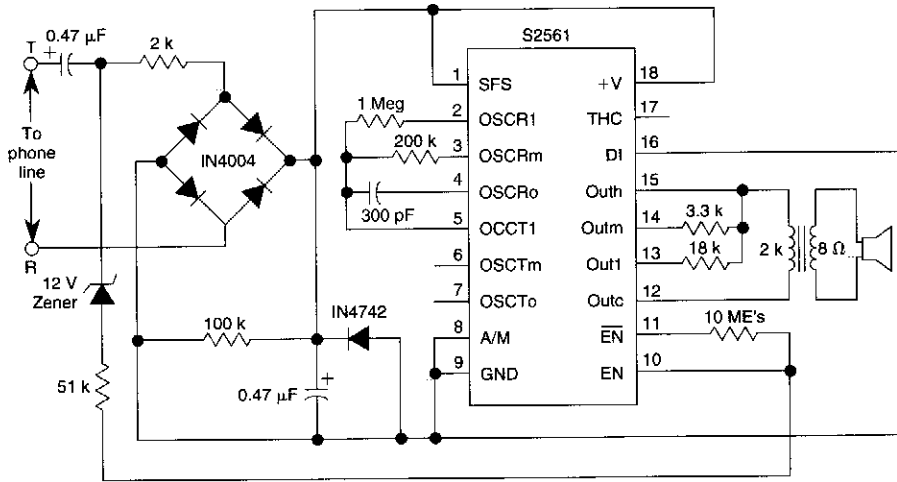 S2561
0.47 µF
+
T
2 k
To
phone
line
R
IN4004
12 V
Zener
51 k
100 k
IN4742
0.47 µF
+
1 Meg
200 k
300 pF
1 SFS
2 OSCR1
3 OSCRm
4 OSCRo
5 OCCT1
6 OSCTm
7 OSCTo
8 A/M
9 GND
+V 18
THC 17
DI 16
Outh 15
Outm 14
Out1 13
Outc 12
EN 11
EN 10
3.3 k
18 k
2 k
8 Ω
10 ME's